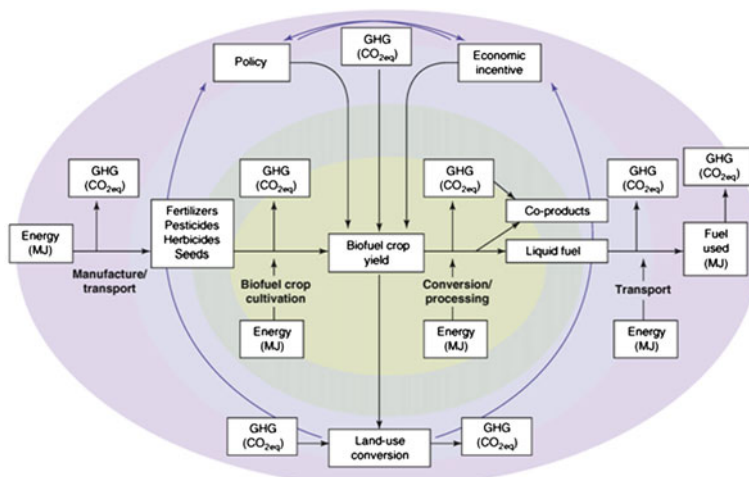 Policy
GHG
(CO2eq)
Economic
incentive
GHG
(CO2eq)
GHG
(CO2eq)
GHG
(CO2eq)
GHG
(CO2eq)
GHG
(CO2eq)
Energy
(MJ)
Manufacture/
transport
Fertilizers
Pesticides
Herbicides
Seeds
Biofuel crop
cultivation
Biofuel crop
yield
Conversion/
processing
Co-products
Liquid fuel
Transport
Fuel
used
(MJ)
Energy
(MJ)
Energy
(MJ)
Energy
(MJ)
GHG
(CO2eq)
Land-use
conversion
GHG
(CO2eq)